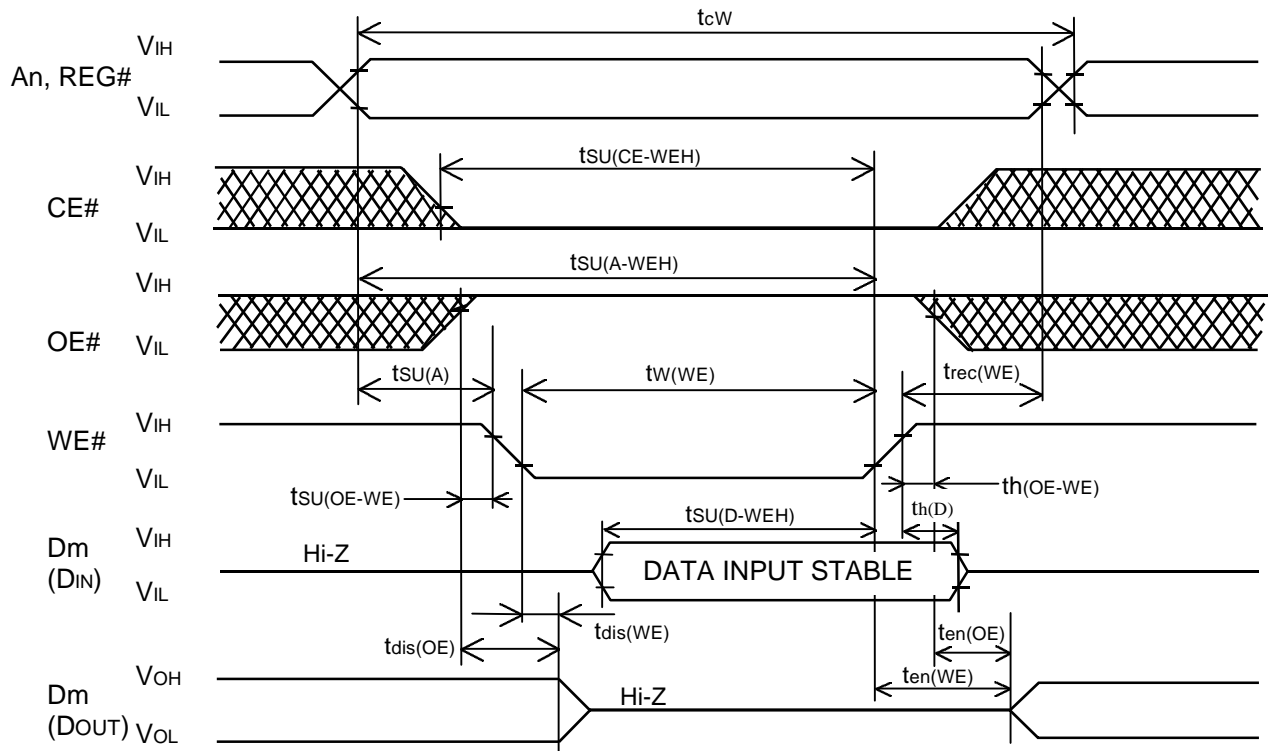 tcW
VIH
An, REG#
VIL
tSU(CE-WEH)
VIH
CE#
VIL
tSU(A-WEH)
VIH
OE#
VIL
tSU(A)
tW(WE)
trec(WE)
VIH
WE#
VIL
tSU(OE-WE)
th(OE-WE)
tSU(D-WEH)
th(D)
VIH
Dm
(DIN)
Hi-Z
DATA INPUT STABLE
VIL
tdis(WE)
tdis(OE)
ten(OE)
ten(WE)
VOH
Dm
(DOUT)
Hi-Z
VOL